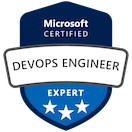 Microsoft
CERTIFIED
DEVOPS ENGINEER
EXPERT